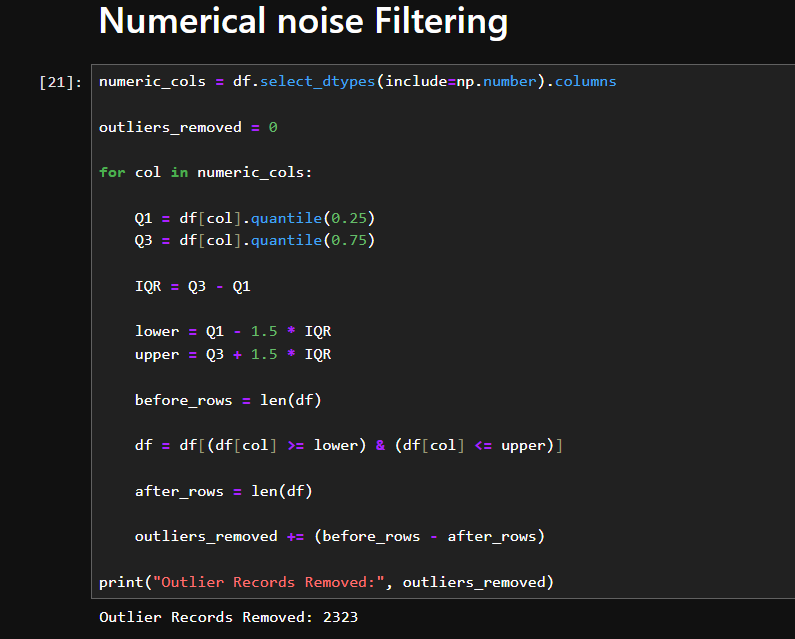 Numerical noise Filtering
[21]: numeric_cols = df.select_dtypes(include=np.number).columns
outliers_removed = 0
for col in numeric_cols:
    Q1 = df[col].quantile(0.25)
    Q3 = df[col].quantile(0.75)
    IQR = Q3 - Q1
    lower = Q1 - 1.5 * IQR
    upper = Q3 + 1.5 * IQR
    before_rows = len(df)
    df = df[(df[col] >= lower) & (df[col] <= upper)]
    after_rows = len(df)
    outliers_removed += (before_rows - after_rows)
print("Outlier Records Removed:", outliers_removed)
Outlier Records Removed: 2323